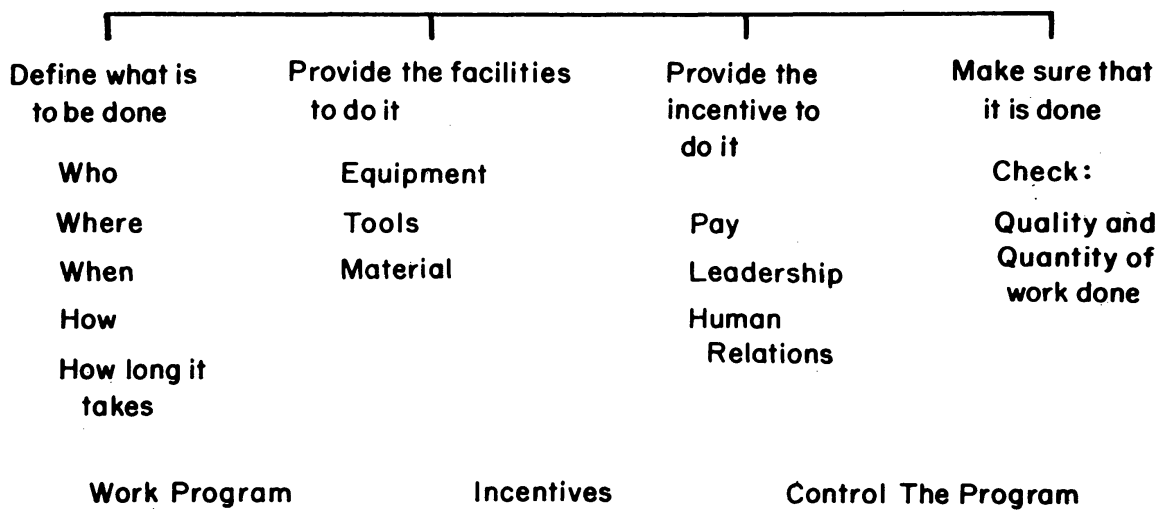 Define what is
to be done
Who
Where
When
How
How long it
takes
Provide the facilities
to do it
Equipment
Tools
Material
Provide the
incentive to
do it
Pay
Leadership
Human
Relations
Make sure that
it is done
Check:
Quality and
Quantity of
work done
Work Program
Incentives
Control The Program